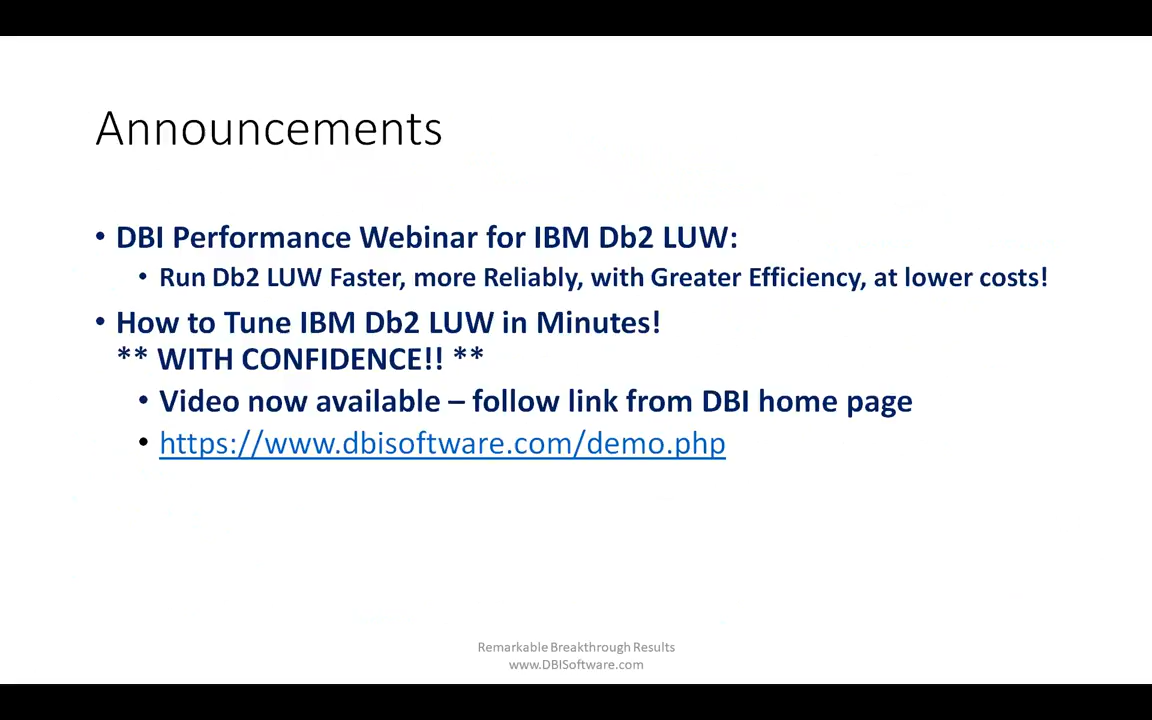 Announcements
• DBI Performance Webinar for IBM Db2 LUW:
• Run Db2 LUW Faster, more Reliably, with Greater Efficiency, at lower costs!
• How to Tune IBM Db2 LUW in Minutes!
** WITH CONFIDENCE!! **
• Video now available – follow link from DBI home page
• https://www.dbisoftware.com/demo.php
Remarkable Breakthrough Results
www.DBISoftware.com